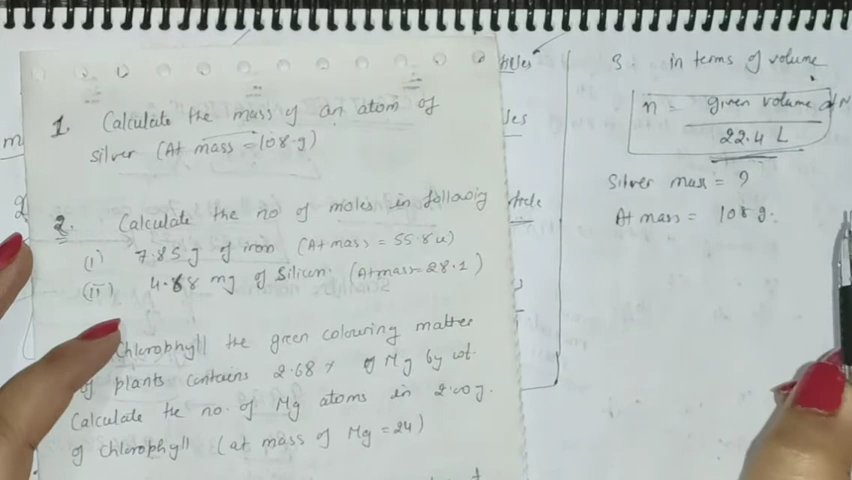 1. Calculate the mass of an atom of
silver (At mass = 108 g)
2. Calculate the no of moles in followig
(i) 7.85 g of iron (At mass = 55.8 u)
(ii) 4.68 mg of Silicon. (At mass = 28.1)
Chlorophyll the green colouring matter
of plants contains 2.68 % of Mg by wt.
Calculate the no. of Mg atoms in 2.00 g.
of chlorophyll (at mass of Mg = 24)
3. in terms of volume
n = given volume
22.4 L
Silver mass = ?
At mass = 108 g.